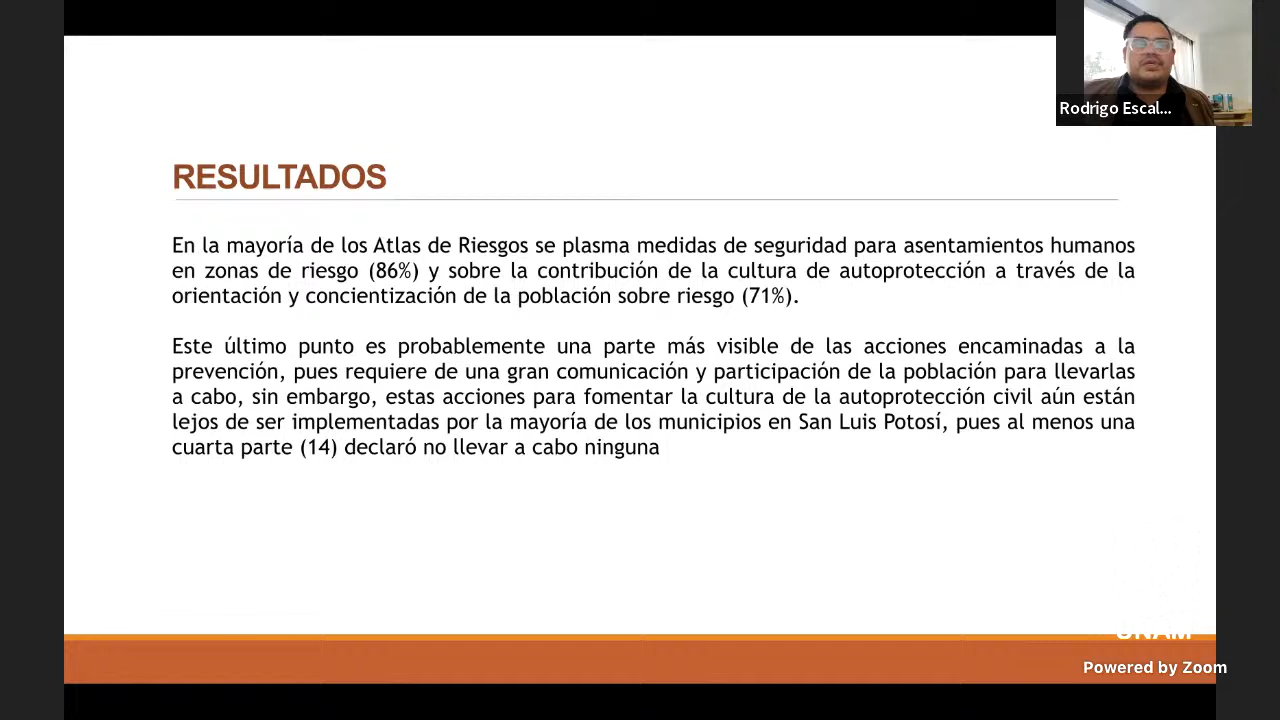 Rodrigo Escal...
RESULTADOS
En la mayoría de los Atlas de Riesgos se plasma medidas de seguridad para asentamientos humanos
en zonas de riesgo (86%) y sobre la contribución de la cultura de autoprotección a través de la
orientación y concientización de la población sobre riesgo (71%).
Este último punto es probablemente una parte más visible de las acciones encaminadas a la
prevención, pues requiere de una gran comunicación y participación de la población para llevarlas
a cabo, sin embargo, estas acciones para fomentar la cultura de la autoprotección civil aún están
lejos de ser implementadas por la mayoría de los municipios en San Luis Potosí, pues al menos una
cuarta parte (14) declaró no llevar a cabo ninguna
UNAM
Powered by Zoom